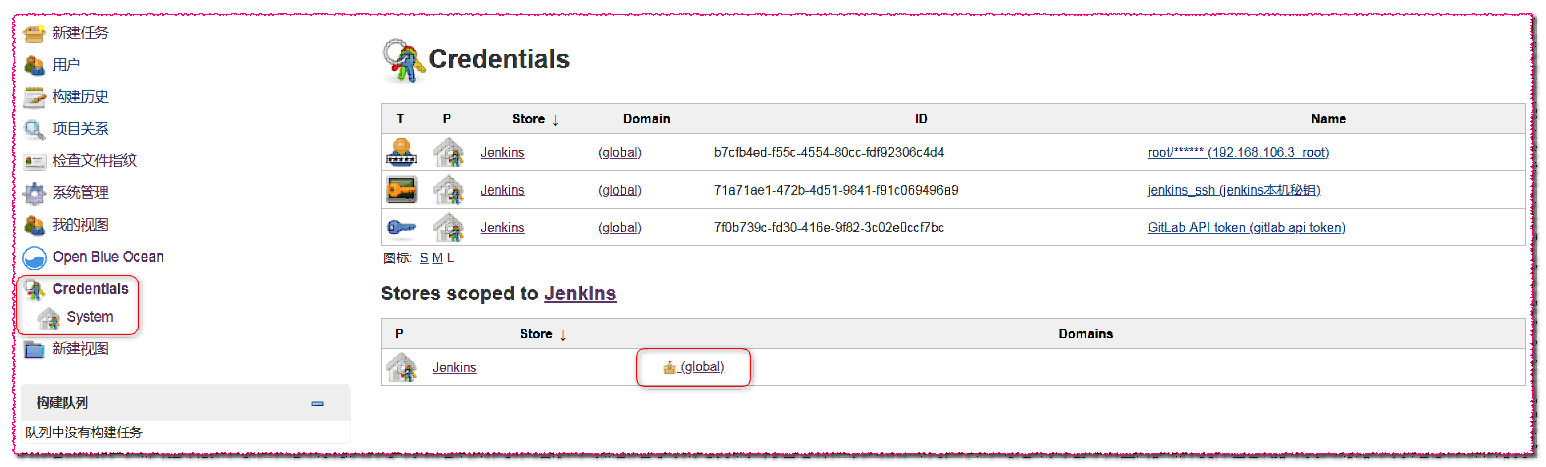 新建任务
用户
构建历史
项目关系
检查文件指纹
系统管理
我的视图
Open Blue Ocean
Credentials
System
新建视图
构建队列
队列中没有构建任务
Credentials
T P Store ↓ Domain ID Name
Jenkins (global) b7cfb4ed-f55c-4554-80cc-fdf92306c4d4 root/****** (192.168.106.3_root)
Jenkins (global) 71a71ae1-472b-4d51-9841-f91c069496a9 jenkins_ssh (jenkins本机秘钥)
Jenkins (global) 7f0b739c-fd30-416e-9f82-3c02e0ccf7bc GitLab API token (gitlab api token)
图标: S M L
Stores scoped to Jenkins
P Store ↓ Domains
Jenkins (global)